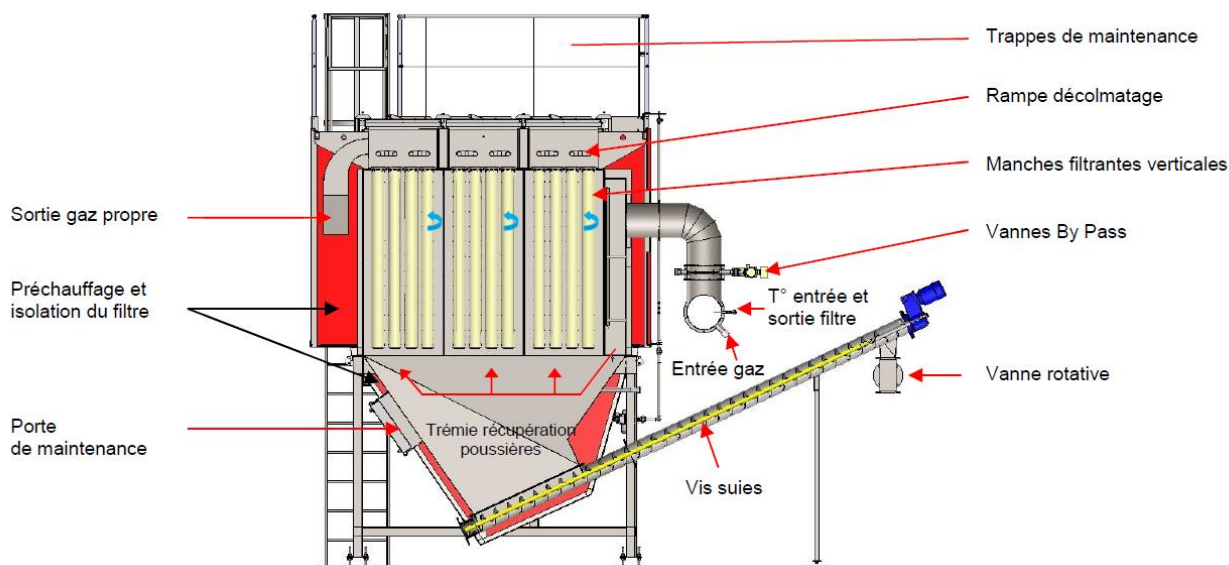 Trappes de maintenance
Rampe décolmatage
Manches filtrantes verticales
Sortie gaz propre
Vannes By Pass
Préchauffage et
isolation du filtre
T° entrée et
sortie filtre
Entrée gaz
Vanne rotative
Porte
de maintenance
Trémie récupération
poussières
Vis suies